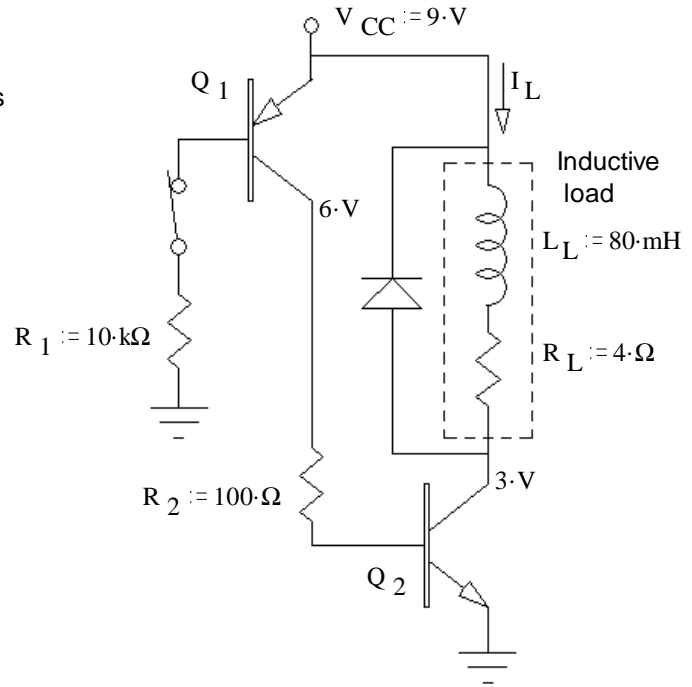 V CC := 9·V
Q 1
s
I L
Inductive
load
6·V
L L := 80·mH
R 1 := 10·kΩ
R L := 4·Ω
3·V
R 2 := 100·Ω
Q 2